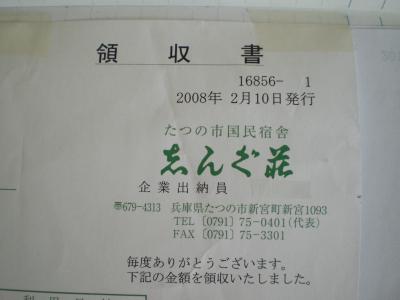 領収書
16856- 1
2008年 2月10日発行
たつの市国民宿舎
志んぐ荘
企業出納員
〠679-4313 兵庫県たつの市新宮町新宮1093
TEL〔0791〕75-0401(代表)
FAX〔0791〕75-3301
毎度ありがとうございます。
下記の金額を領収いたしました。